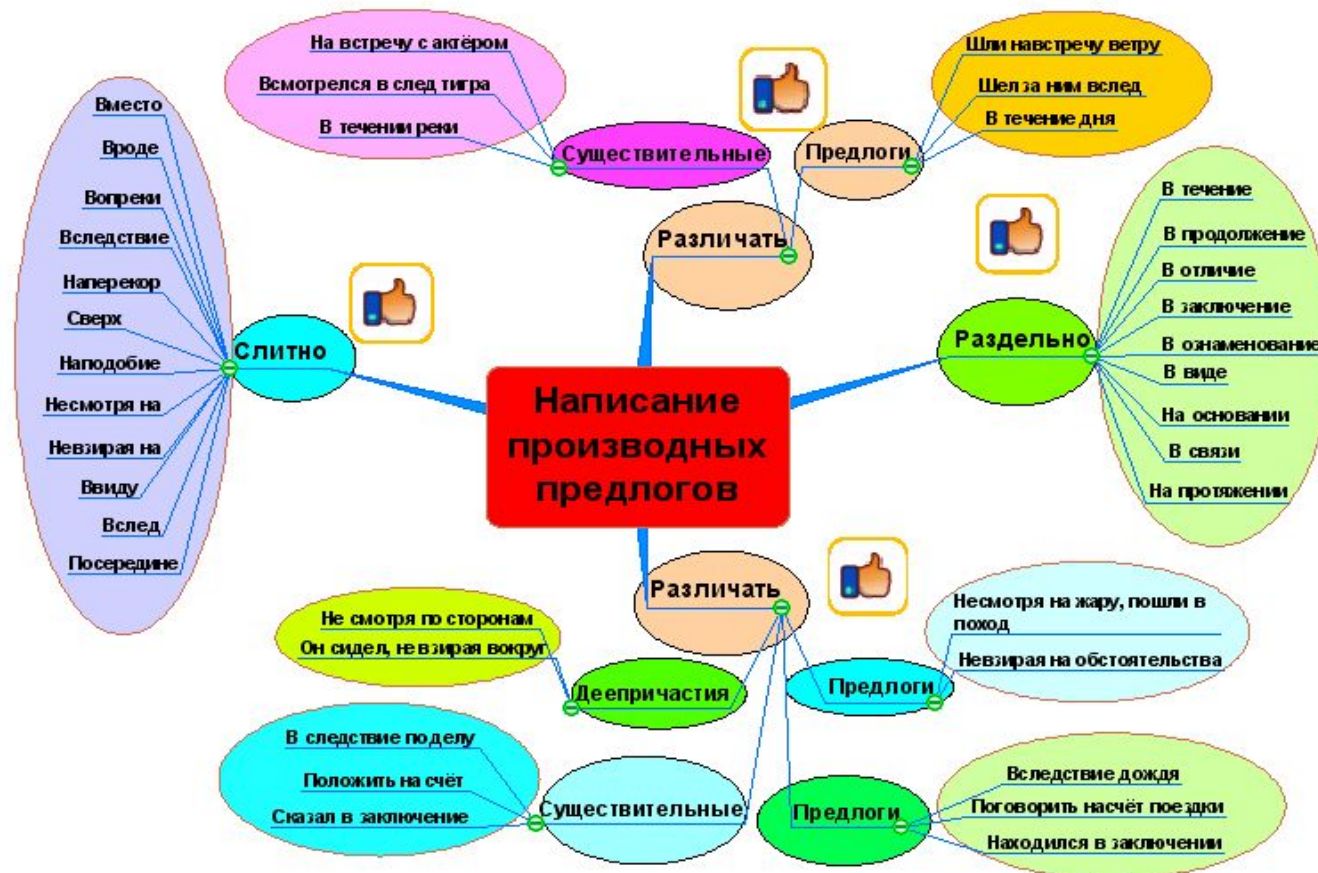 На встречу с актёром
Всмотрелся в след тигра
В течении реки
Существительные
Шли навстречу ветру
Шел за ним вслед
В течение дня
Предлоги
Различать
Вместо
Вроде
Вопреки
Вследствие
Наперекор
Сверх
Наподобие
Несмотря на
Невзирая на
Ввиду
Вслед
Посередине
Слитно
В течение
В продолжение
В отличие
В заключение
В ознаменование
В виде
На основании
В связи
На протяжении
Раздельно
Написание
производных
предлогов
Различать
Не смотря по сторонам
Он сидел, не взирая вокруг
Деепричастия
Несмотря на жару, пошли в
поход
Невзирая на обстоятельства
Предлоги
В следствие по делу
Положить на счёт
Сказал в заключение
Существительные
Вследствие дождя
Поговорить насчёт поездки
Находился в заключении
Предлоги